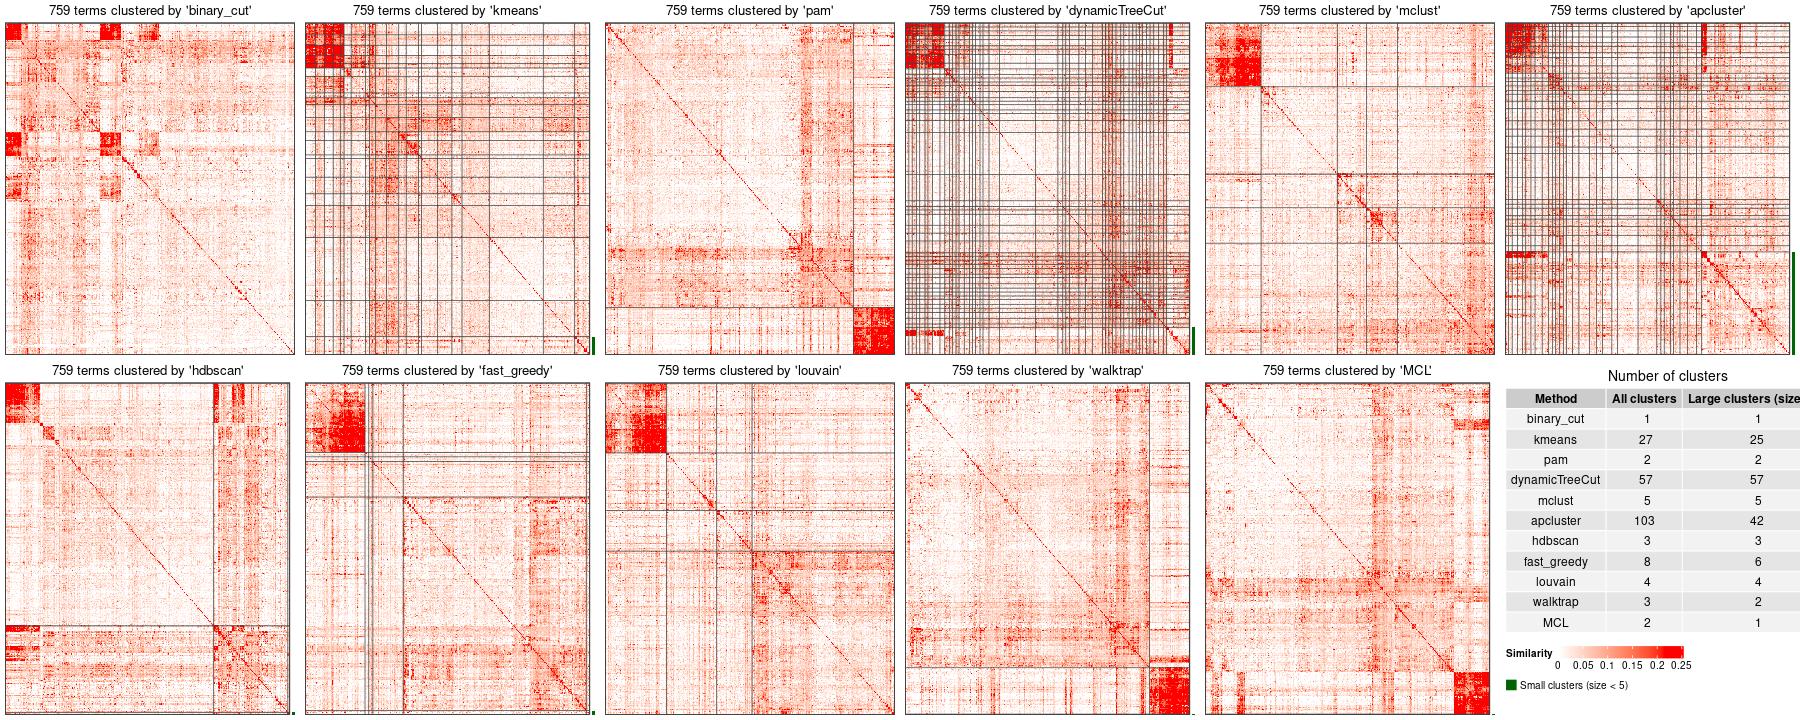 759 terms clustered by 'binary_cut'
759 terms clustered by 'kmeans'
759 terms clustered by 'pam'
759 terms clustered by 'dynamicTreeCut'
759 terms clustered by 'mclust'
759 terms clustered by 'apcluster'
759 terms clustered by 'hdbscan'
759 terms clustered by 'fast_greedy'
759 terms clustered by 'louvain'
759 terms clustered by 'walktrap'
759 terms clustered by 'MCL'
Number of clusters
Method All clusters Large clusters (size
binary_cut 1 1
kmeans 27 25
pam 2 2
dynamicTreeCut 57 57
mclust 5 5
apcluster 103 42
hdbscan 3 3
fast_greedy 8 6
louvain 4 4
walktrap 3 2
MCL 2 1
Similarity
0 0.05 0.1 0.15 0.2 0.25
Small clusters (size < 5)